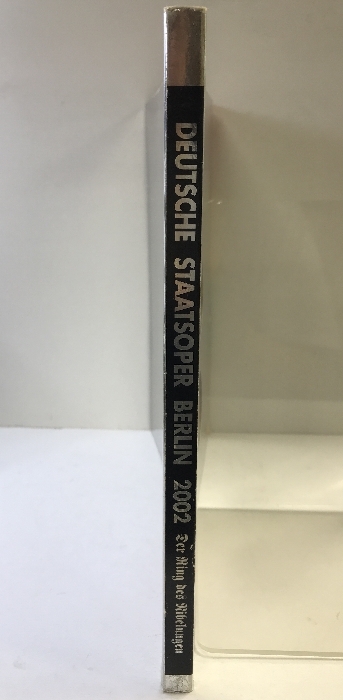 DEUTSCHE STAATSOPER BERLIN 2002 Der Ring des Nibelungen